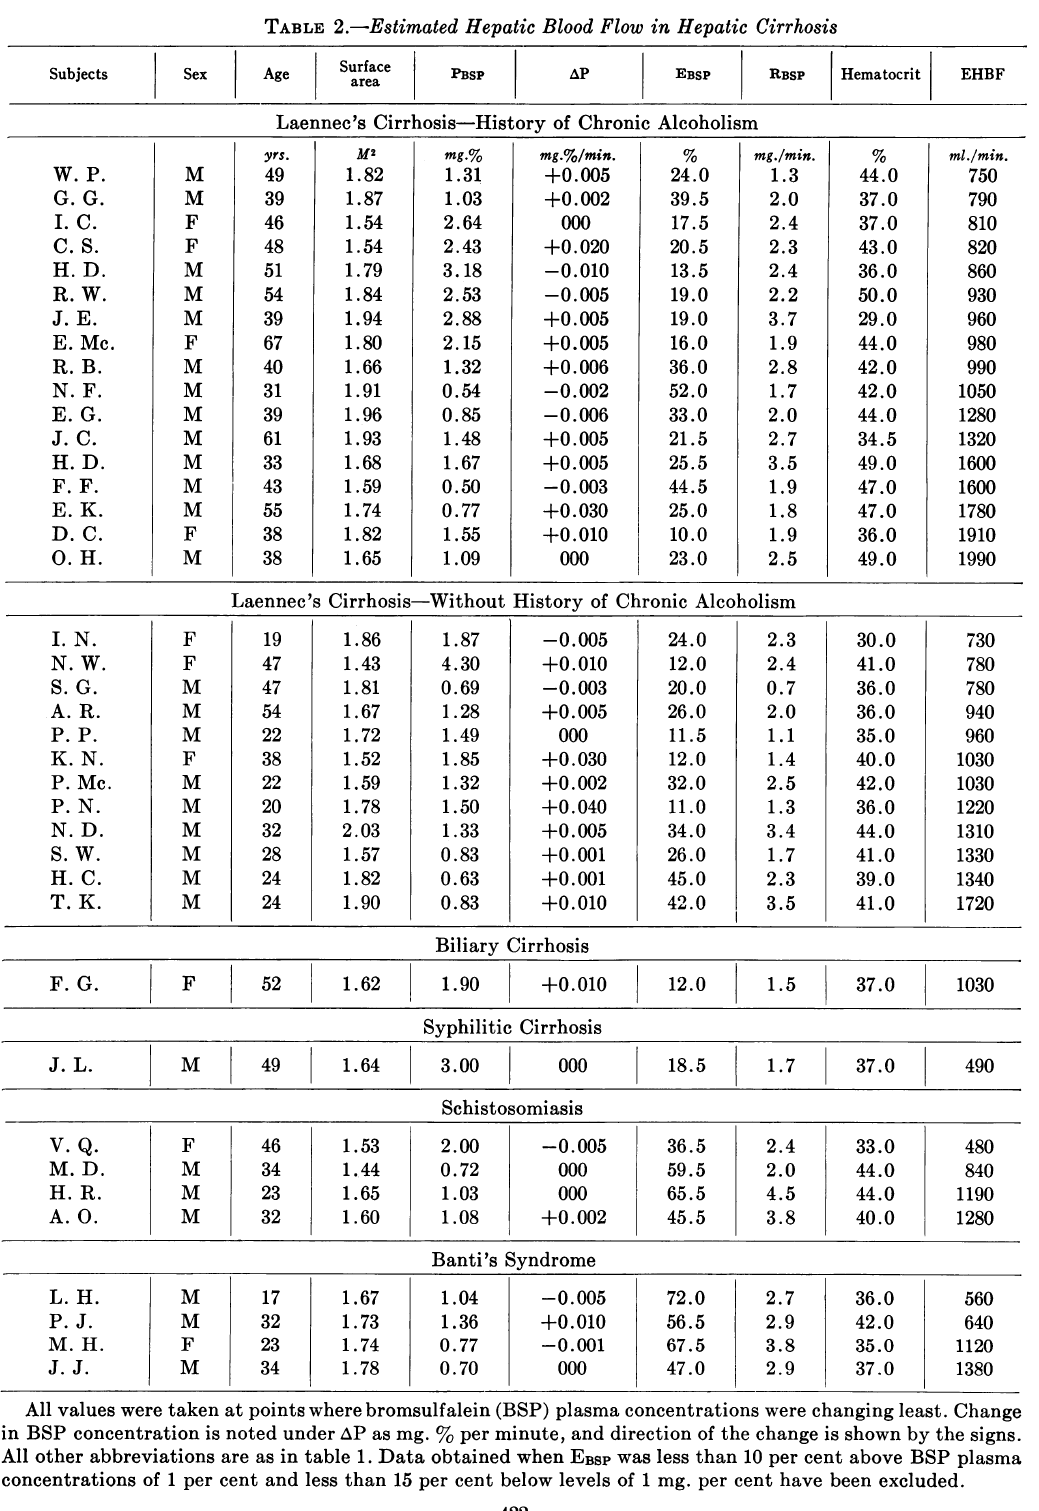 TABLE 2.—Estimated Hepatic Blood Flow in Hepatic Cirrhosis
Subjects Sex Age Surface area PBSP ΔP EBSP RBSP Hematocrit EHBF
Laennec's Cirrhosis—History of Chronic Alcoholism
yrs. M² mg.% mg.%/min. % mg./min. % ml./min.
W. P. M 49 1.82 1.31 +0.005 24.0 1.3 44.0 750
G. G. M 39 1.87 1.03 +0.002 39.5 2.0 37.0 790
I. C. F 46 1.54 2.64 000 17.5 2.4 37.0 810
C. S. F 48 1.54 2.43 +0.020 20.5 2.3 43.0 820
H. D. M 51 1.79 3.18 −0.010 13.5 2.4 36.0 860
R. W. M 54 1.84 2.53 −0.005 19.0 2.2 50.0 930
J. E. M 39 1.94 2.88 +0.005 19.0 3.7 29.0 960
E. Mc. F 67 1.80 2.15 +0.005 16.0 1.9 44.0 980
R. B. M 40 1.66 1.32 +0.006 36.0 2.8 42.0 990
N. F. M 31 1.91 0.54 −0.002 52.0 1.7 42.0 1050
E. G. M 39 1.96 0.85 −0.006 33.0 2.0 44.0 1280
J. C. M 61 1.93 1.48 +0.005 21.5 2.7 34.5 1320
H. D. M 33 1.68 1.67 +0.005 25.5 3.5 49.0 1600
F. F. M 43 1.59 0.50 −0.003 44.5 1.9 47.0 1600
E. K. M 55 1.74 0.77 +0.030 25.0 1.8 47.0 1780
D. C. F 38 1.82 1.55 +0.010 10.0 1.9 36.0 1910
O. H. M 38 1.65 1.09 000 23.0 2.5 49.0 1990
Laennec's Cirrhosis—Without History of Chronic Alcoholism
I. N. F 19 1.86 1.87 −0.005 24.0 2.3 30.0 730
N. W. F 47 1.43 4.30 +0.010 12.0 2.4 41.0 780
S. G. M 47 1.81 0.69 −0.003 20.0 0.7 36.0 780
A. R. M 54 1.67 1.28 +0.005 26.0 2.0 36.0 940
P. P. M 22 1.72 1.49 000 11.5 1.1 35.0 960
K. N. F 38 1.52 1.85 +0.030 12.0 1.4 40.0 1030
P. Mc. M 22 1.59 1.32 +0.002 32.0 2.5 42.0 1030
P. N. M 20 1.78 1.50 +0.040 11.0 1.3 36.0 1220
N. D. M 32 2.03 1.33 +0.005 34.0 3.4 44.0 1310
S. W. M 28 1.57 0.83 +0.001 26.0 1.7 41.0 1330
H. C. M 24 1.82 0.63 +0.001 45.0 2.3 39.0 1340
T. K. M 24 1.90 0.83 +0.010 42.0 3.5 41.0 1720
Biliary Cirrhosis
F. G. F 52 1.62 1.90 +0.010 12.0 1.5 37.0 1030
Syphilitic Cirrhosis
J. L. M 49 1.64 3.00 000 18.5 1.7 37.0 490
Schistosomiasis
V. Q. F 46 1.53 2.00 −0.005 36.5 2.4 33.0 480
M. D. M 34 1.44 0.72 000 59.5 2.0 44.0 840
H. R. M 23 1.65 1.03 000 65.5 4.5 44.0 1190
A. O. M 32 1.60 1.08 +0.002 45.5 3.8 40.0 1280
Banti's Syndrome
L. H. M 17 1.67 1.04 −0.005 72.0 2.7 36.0 560
P. J. M 32 1.73 1.36 +0.010 56.5 2.9 42.0 640
M. H. F 23 1.74 0.77 −0.001 67.5 3.8 35.0 1120
J. J. M 34 1.78 0.70 000 47.0 2.9 37.0 1380
All values were taken at points where bromsulfalein (BSP) plasma concentrations were changing least. Change
in BSP concentration is noted under ΔP as mg. % per minute, and direction of the change is shown by the signs.
All other abbreviations are as in table 1. Data obtained when EBSP was less than 10 per cent above BSP plasma
concentrations of 1 per cent and less than 15 per cent below levels of 1 mg. per cent have been excluded.